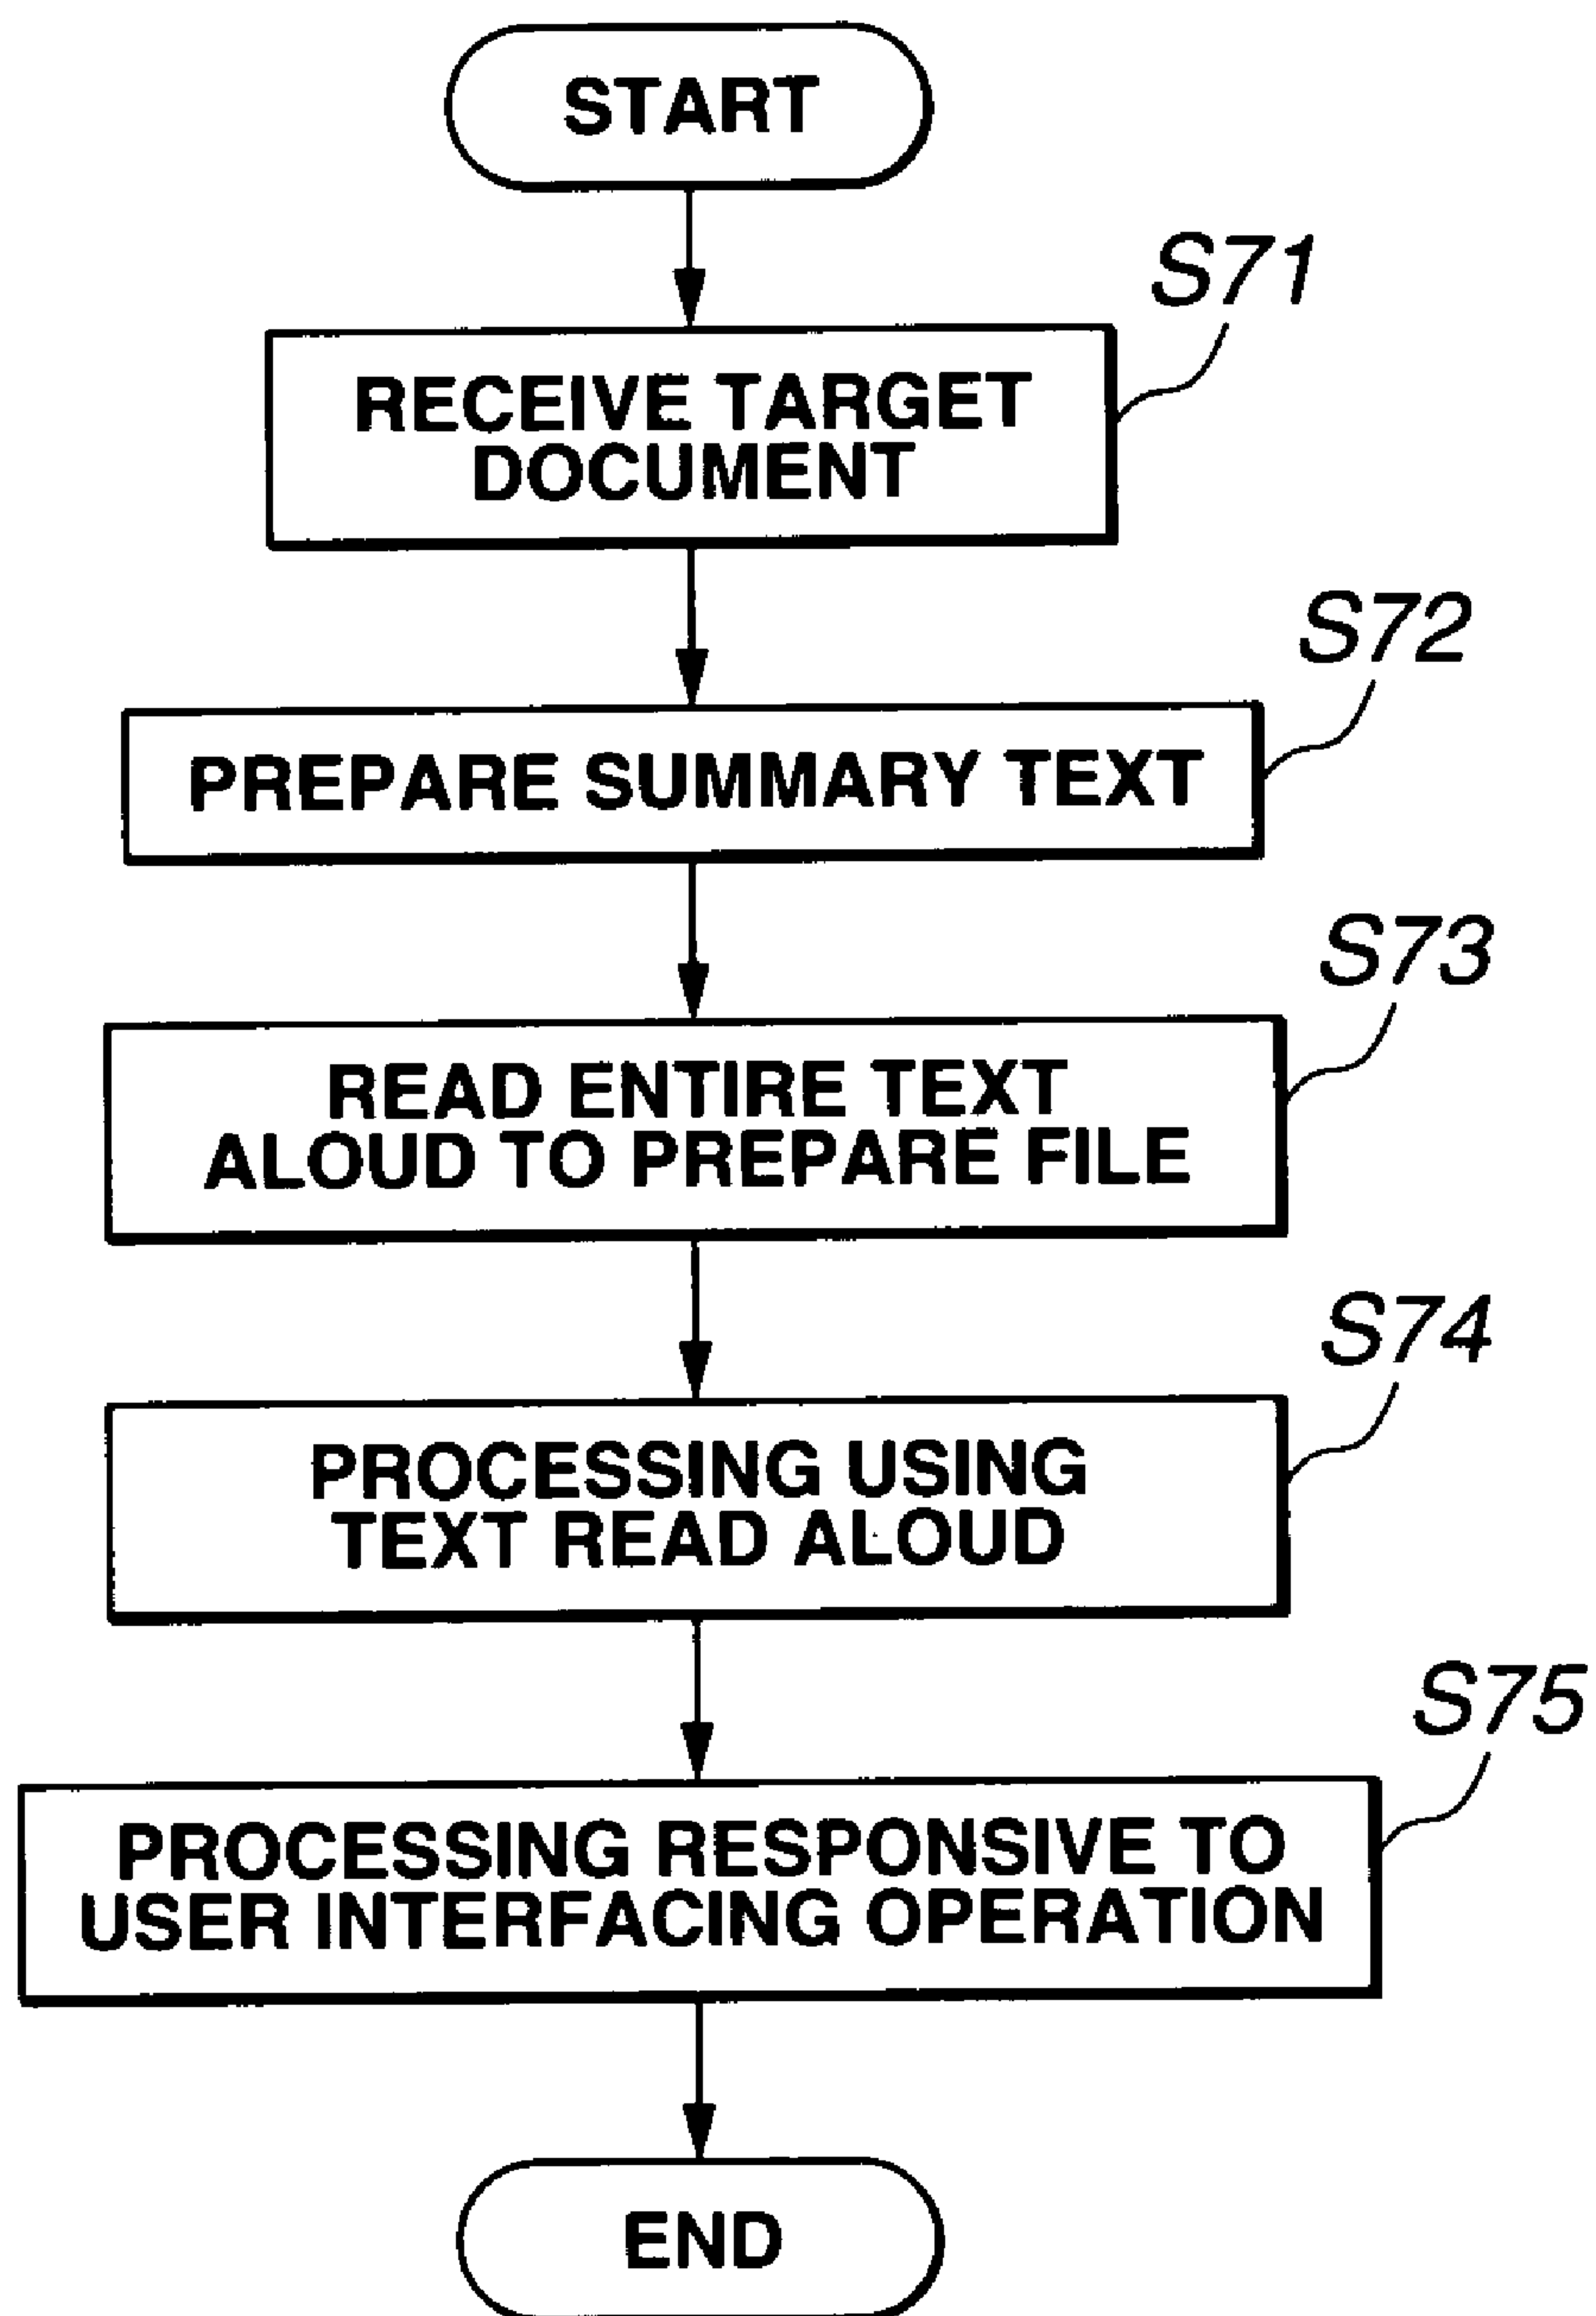 START
S71
RECEIVE TARGET
DOCUMENT
S72
PREPARE SUMMARY TEXT
S73
READ ENTIRE TEXT
ALOUD TO PREPARE FILE
S74
PROCESSING USING
TEXT READ ALOUD
S75
PROCESSING RESPONSIVE TO
USER INTERFACING OPERATION
END